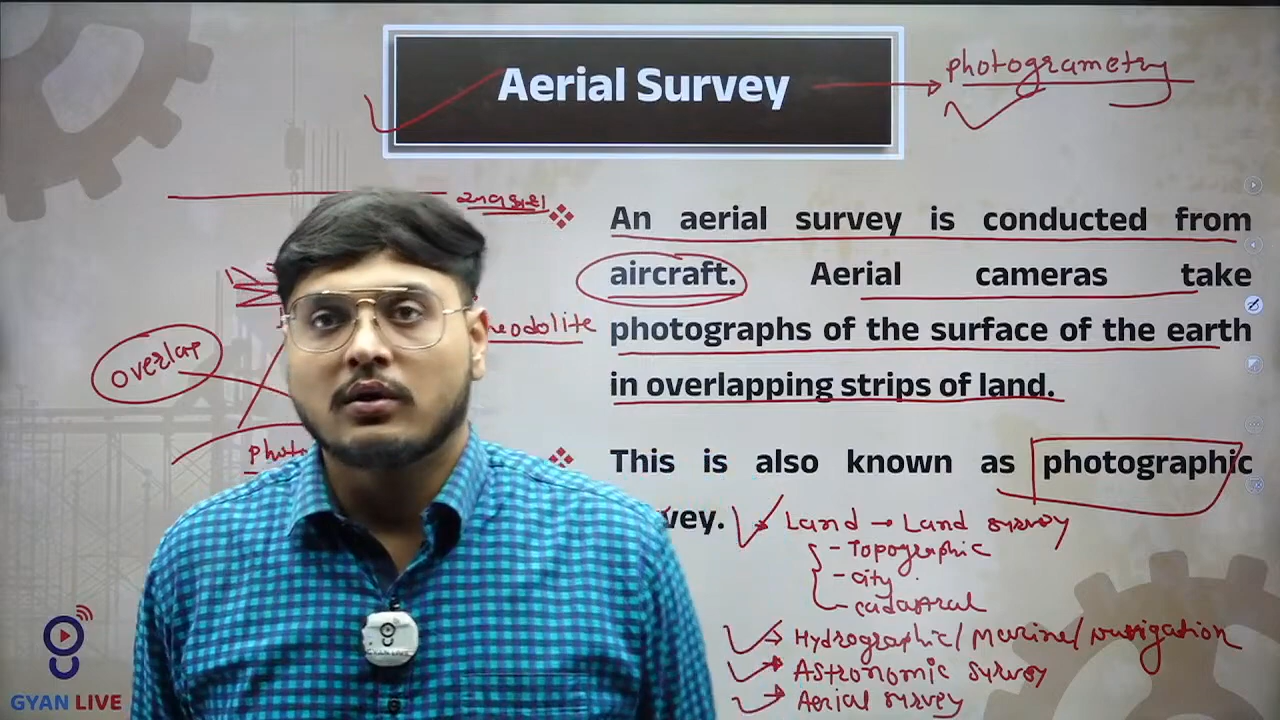 Aerial Survey
photogrametry
An aerial survey is conducted from
aircraft. Aerial cameras take
photographs of the surface of the earth
in overlapping strips of land.
overlap
This is also known as photographic
Land → Land survey
- Topographic
- city
- cadastral
Hydrographic/Marine/navigation
Astronomic survey
Aerial survey
GYAN LIVE